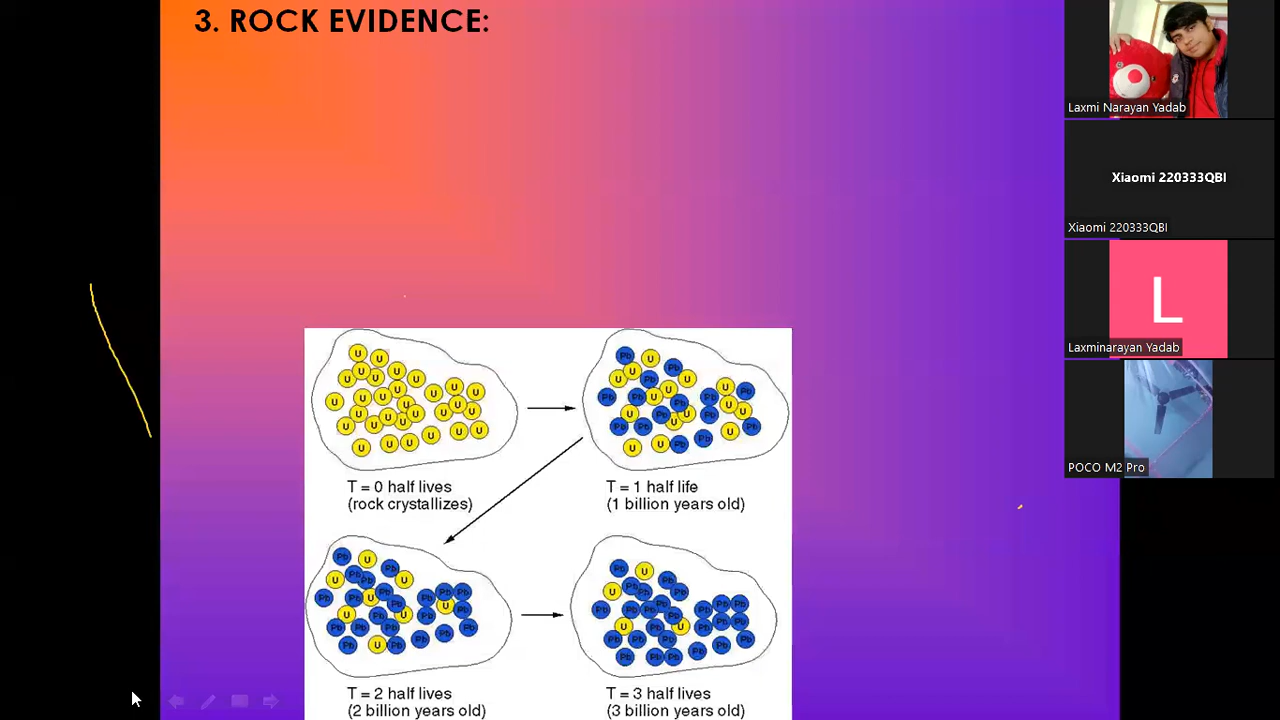 3. ROCK EVIDENCE:
T = 0 half lives
(rock crystallizes)
T = 1 half life
(1 billion years old)
T = 2 half lives
(2 billion years old)
T = 3 half lives
(3 billion years old)
Laxmi Narayan Yadab
Xiaomi 220333QBI
Xiaomi 220333QBI
L
Laxminarayan Yadab
POCO M2 Pro